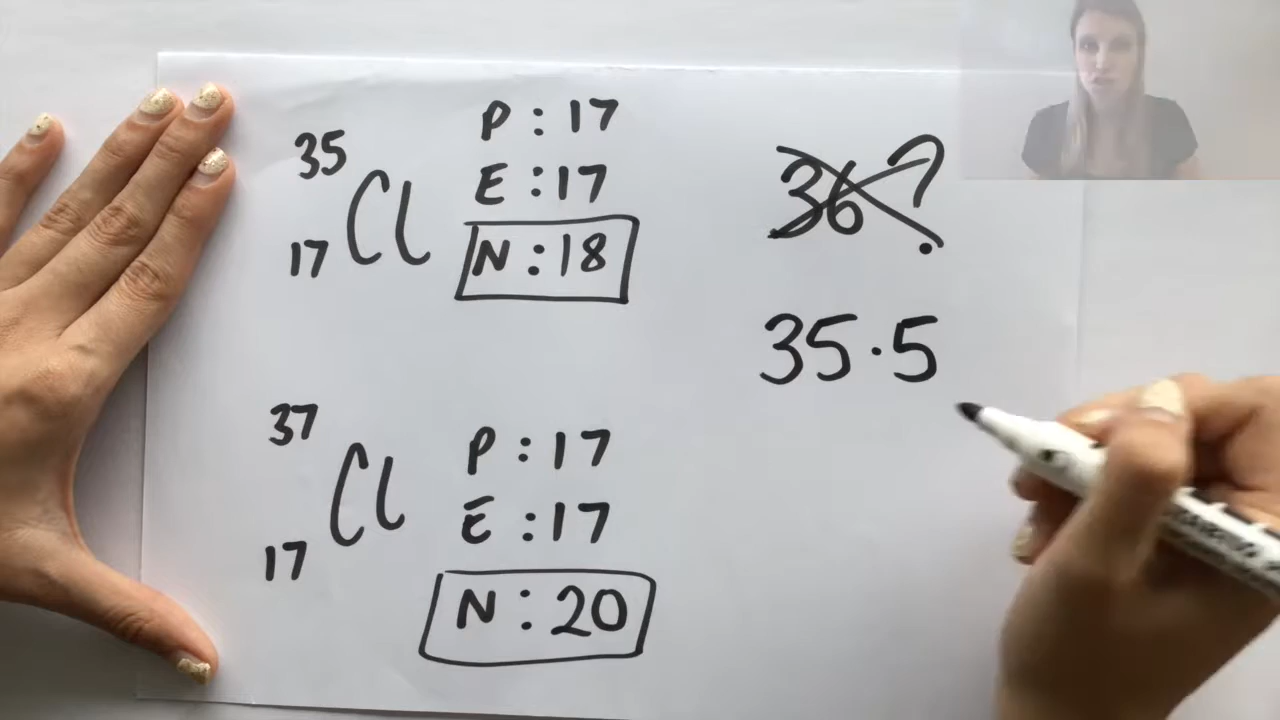 35
17 Cl
P : 17
E : 17
N : 18
36?
35.5
37
17 Cl
P : 17
E : 17
N : 20